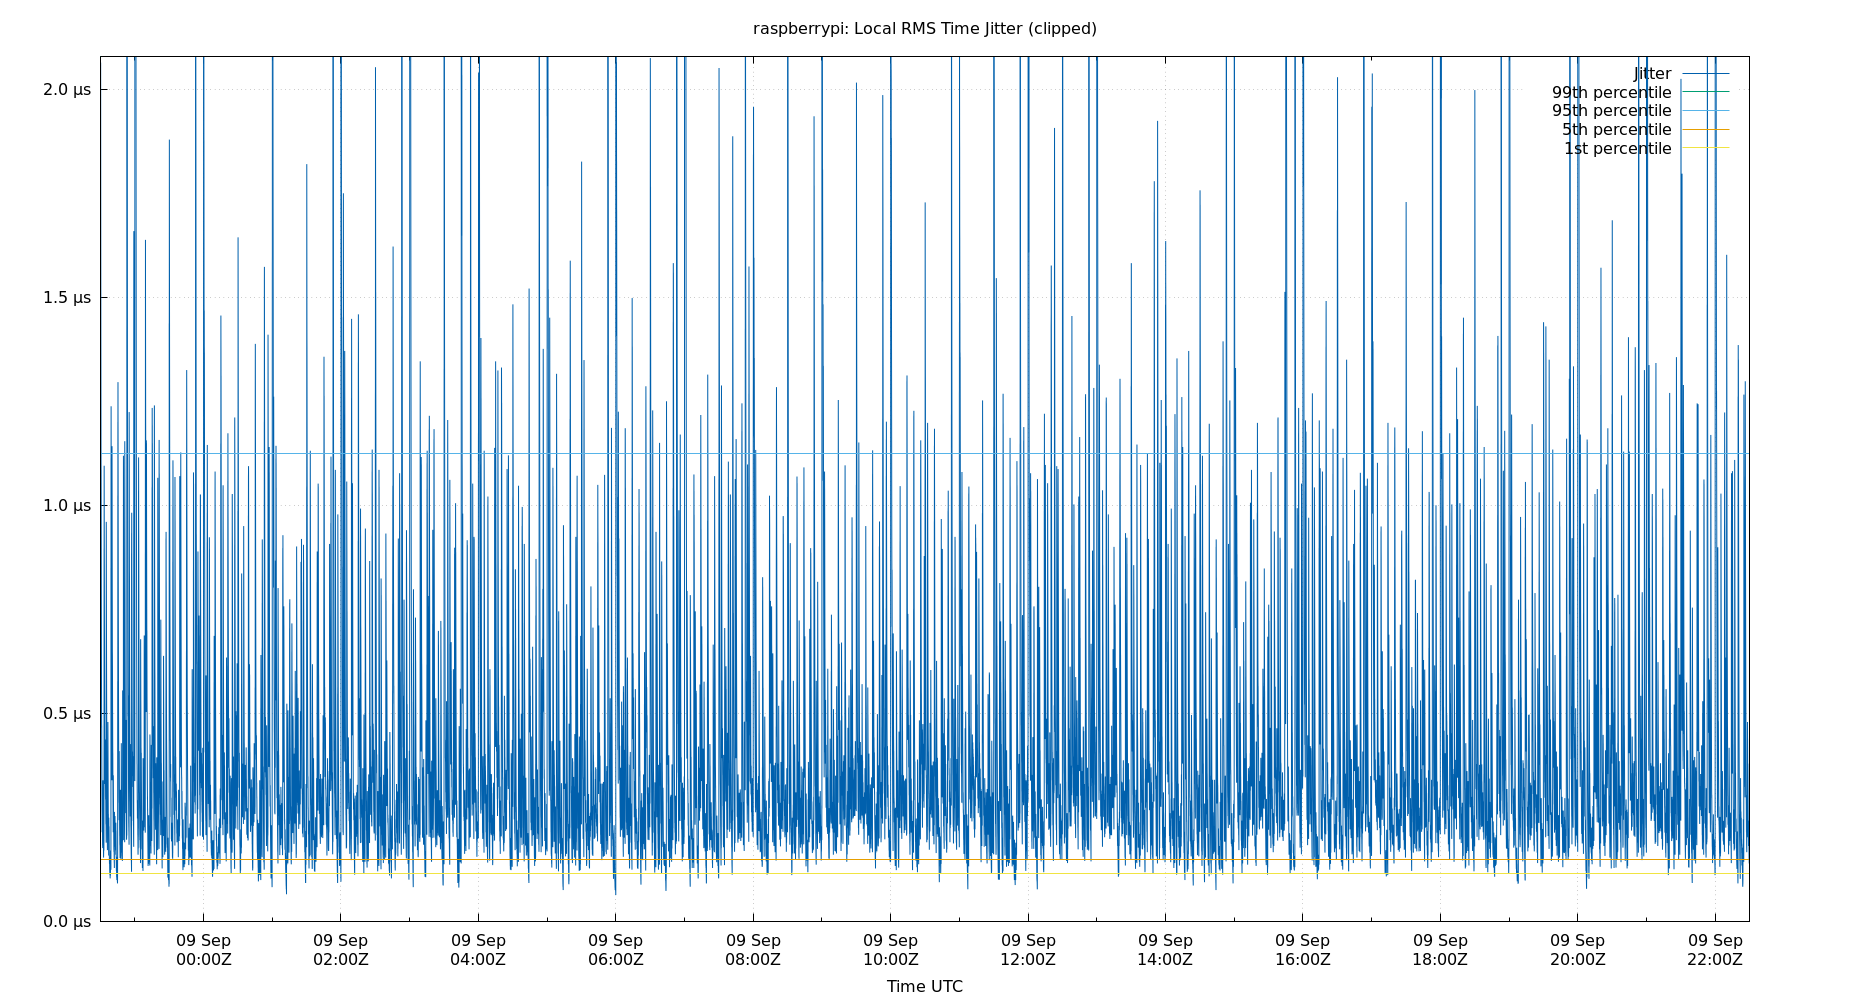 raspberrypi: Local RMS Time Jitter (clipped)
Jitter
99th percentile
95th percentile
5th percentile
1st percentile
2.0 µs
1.5 µs
1.0 µs
0.5 µs
0.0 µs
09 Sep 09 Sep 09 Sep 09 Sep 09 Sep 09 Sep 09 Sep 09 Sep 09 Sep 09 Sep 09 Sep 09 Sep
00:00Z 02:00Z 04:00Z 06:00Z 08:00Z 10:00Z 12:00Z 14:00Z 16:00Z 18:00Z 20:00Z 22:00Z
Time UTC